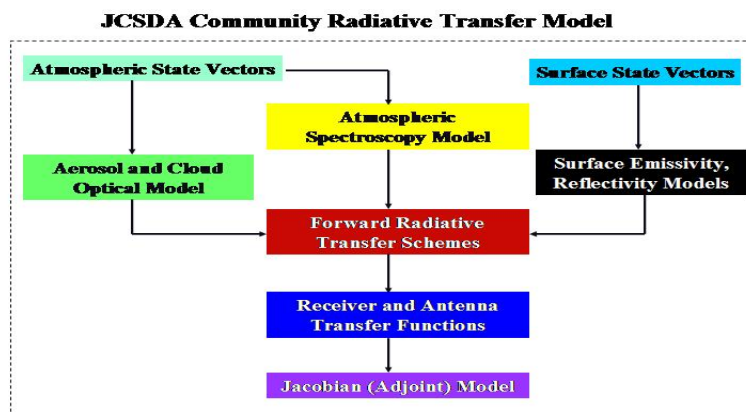 JCSDA Community Radiative Transfer Model
Atmospheric State Vectors
Surface State Vectors
Atmospheric
Spectroscopy Model
Aerosol and Cloud
Optical Model
Surface Emissivity,
Reflectivity Models
Forward Radiative
Transfer Schemes
Receiver and Antenna
Transfer Functions
Jacobian (Adjoint) Model